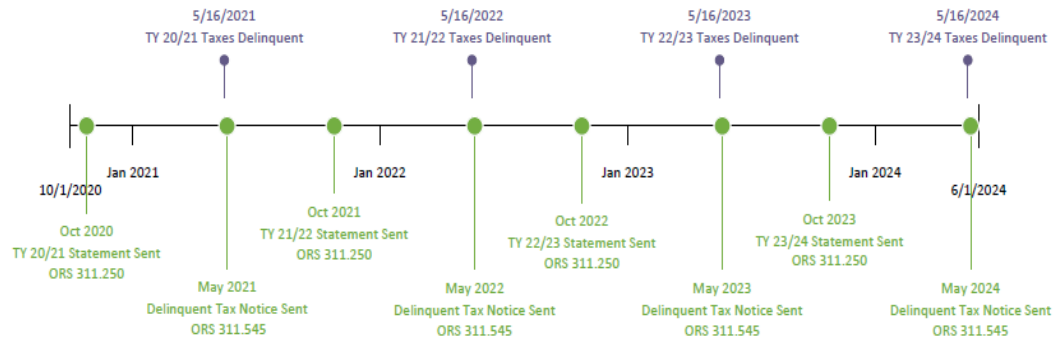 5/16/2021
TY 20/21 Taxes Delinquent
5/16/2022
TY 21/22 Taxes Delinquent
5/16/2023
TY 22/23 Taxes Delinquent
5/16/2024
TY 23/24 Taxes Delinquent
Jan 2021
Jan 2022
Jan 2023
Jan 2024
10/1/2020
6/1/2024
Oct 2020
TY 20/21 Statement Sent
ORS 311.250
Oct 2021
TY 21/22 Statement Sent
ORS 311.250
Oct 2022
TY 22/23 Statement Sent
ORS 311.250
Oct 2023
TY 23/24 Statement Sent
ORS 311.250
May 2021
Delinquent Tax Notice Sent
ORS 311.545
May 2022
Delinquent Tax Notice Sent
ORS 311.545
May 2023
Delinquent Tax Notice Sent
ORS 311.545
May 2024
Delinquent Tax Notice Sent
ORS 311.545